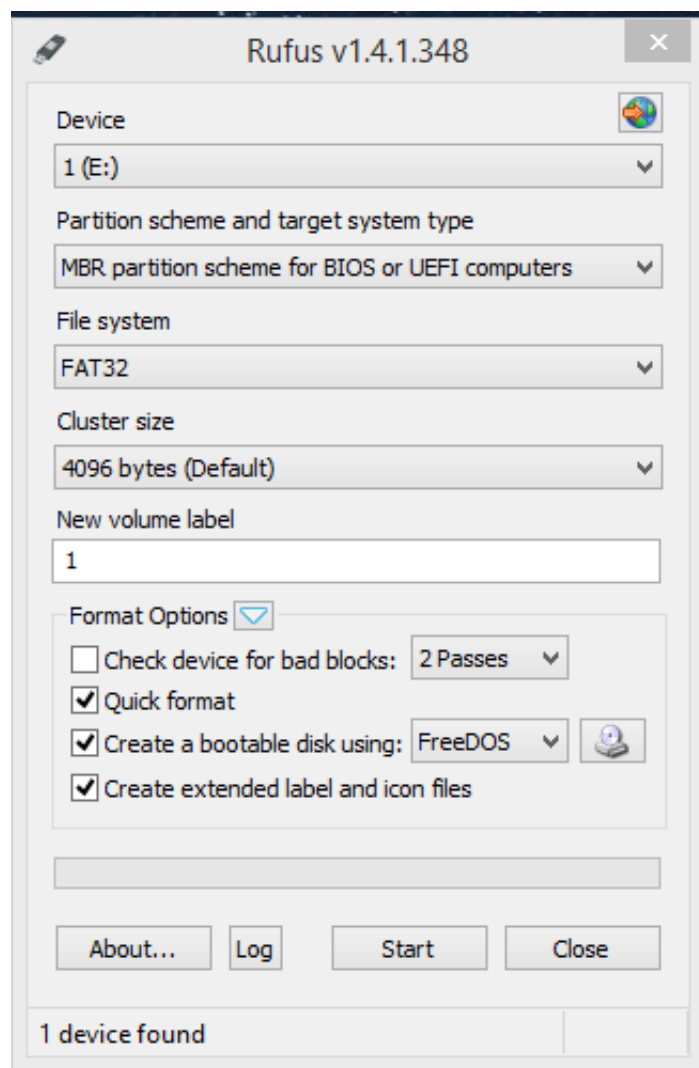 Rufus v1.4.1.348
Device
1 (E:)
Partition scheme and target system type
MBR partition scheme for BIOS or UEFI computers
File system
FAT32
Cluster size
4096 bytes (Default)
New volume label
1
Format Options
Check device for bad blocks: 2 Passes
Quick format
Create a bootable disk using: FreeDOS
Create extended label and icon files
About... Log Start Close
1 device found